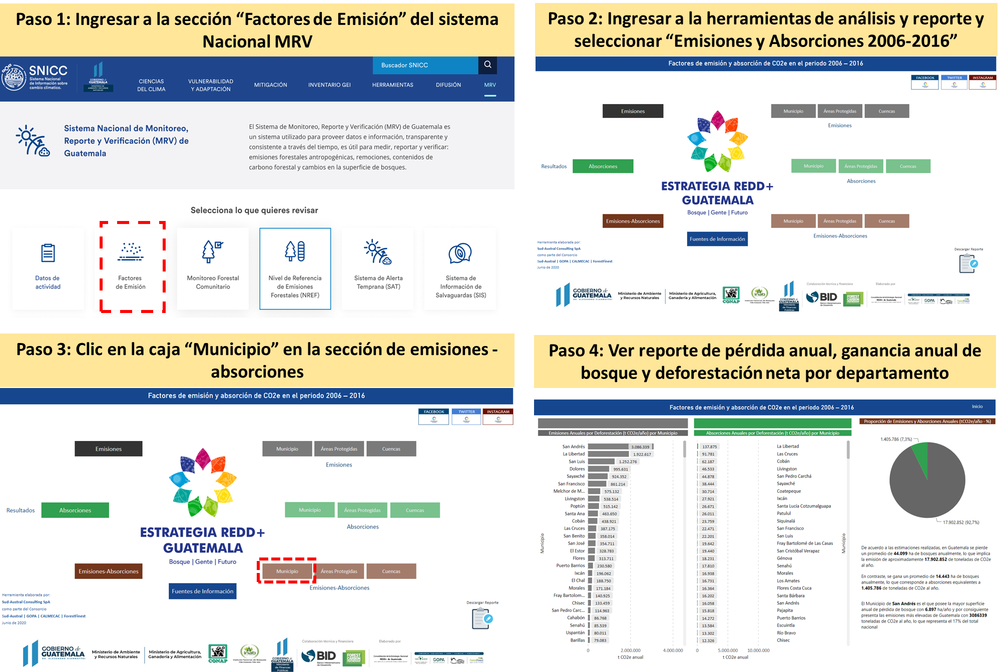 Paso 1: Ingresar a la sección “Factores de Emisión” del sistema
Nacional MRV
SNICC
Sistema Nacional
de Información sobre
cambio climatico.
GOBIERNO de
GUATEMALA
CIENCIAS
DEL CLIMA
VULNERABILIDAD
Y ADAPTACIÓN
MITIGACIÓN
INVENTARIO GEI
HERRAMIENTAS
DIFUSIÓN
MRV
Buscador SNICC
Sistema Nacional de Monitoreo,
Reporte y Verificación (MRV) de
Guatemala
El Sistema de Monitoreo, Reporte y Verificación (MRV) de Guatemala es
un sistema utilizado para proveer datos e información, transparente y
consistente a través del tiempo, es útil para medir, reportar y verificar:
emisiones forestales antropogénicas, remociones, contenidos de
carbono forestal y cambios en la superficie de bosques.
Selecciona lo que quieres revisar
Datos de
actividad
Factores
de Emisión
Monitoreo Forestal
Comunitario
Nivel de Referencia
de Emisiones
Forestales (NREF)
Sistema de Alerta
Temprana (SAT)
Sistema de
Información de
Salvaguardas (SIS)
Paso 2: Ingresar a la herramientas de análisis y reporte y
seleccionar “Emisiones y Absorciones 2006-2016”
Factores de emisión y absorción de CO2e en el periodo 2006 – 2016
FACEBOOK
TWITTER
INSTAGRAM
Emisiones
Municipio
Áreas Protegidas
Cuencas
Emisiones
Resultados
Absorciones
Municipio
Áreas Protegidas
Cuencas
Absorciones
ESTRATEGIA REDD+
GUATEMALA
Bosque | Gente | Futuro
Emisiones-Absorciones
Municipio
Áreas Protegidas
Cuencas
Emisiones-Absorciones
Fuentes de Información
Herramienta elaborada por:
Sud-Austral Consulting SpA
como parte del Consorcio
Sud-Austral | GOPA | CALMECAC | ForestFinest
Junio de 2020
Descargar Reporte
GOBIERNO de
GUATEMALA
DR. ALEJANDRO GIAMMATTEI
Ministerio de Ambiente
y Recursos Naturales
Ministerio de Agricultura,
Ganadería y Alimentación
CONAP
inab
GOBIERNO de
GUATEMALA
Ministerio
de Finanzas
Públicas
Colaboración técnica y financiera
BID
Banco Interamericano
de Desarrollo
FOREST
CARBON
PARTNERSHIP
Elaborado por
GOPA
Paso 3: Clic en la caja “Municipio” en la sección de emisiones -
absorciones
Factores de emisión y absorción de CO2e en el periodo 2006 – 2016
FACEBOOK
TWITTER
INSTAGRAM
Emisiones
Municipio
Áreas Protegidas
Cuencas
Emisiones
Resultados
Absorciones
Municipio
Áreas Protegidas
Cuencas
Absorciones
ESTRATEGIA REDD+
GUATEMALA
Bosque | Gente | Futuro
Emisiones-Absorciones
Municipio
Áreas Protegidas
Cuencas
Emisiones-Absorciones
Fuentes de Información
Herramienta elaborada por:
Sud-Austral Consulting SpA
como parte del Consorcio
Sud-Austral | GOPA | CALMECAC | ForestFinest
Junio de 2020
Descargar Reporte
GOBIERNO de
GUATEMALA
DR. ALEJANDRO GIAMMATTEI
Ministerio de Ambiente
y Recursos Naturales
Ministerio de Agricultura,
Ganadería y Alimentación
CONAP
inab
GOBIERNO de
GUATEMALA
Ministerio
de Finanzas
Públicas
Colaboración técnica y financiera
BID
Banco Interamericano
de Desarrollo
FOREST
CARBON
PARTNERSHIP
Elaborado por
GOPA
Paso 4: Ver reporte de pérdida anual, ganancia anual de
bosque y deforestación neta por departamento
Factores de emisión y absorción de CO2e en el periodo 2006 – 2016
Inicio
Emisiones Anuales por Deforestación (t CO2e/año) por Municipio
Municipio
San Andrés 3.086.339
La Libertad 1.922.617
San Luis 1.252.276
Dolores 995.631
Sayaxché 924.352
San Francisco 861.214
Melchor de M... 575.132
Lívingston 538.514
Poptún 515.142
Santa Ana 463.650
Cobán 438.921
Las Cruces 387.175
San Benito 358.014
San José 354.711
El Estor 328.783
Flores 313.711
Puerto Barrios 230.580
Ixcán 196.062
El Chal 188.750
Morales 171.184
Fray Bartolom... 140.925
Chisec 133.459
San Pedro Carc... 114.963
Cahabón 86.768
Senahú 85.539
Uspantán 80.011
Barillas 79.083
0 2.000.000 4.000.000
t CO2e anual
Absorciones Anuales por Deforestación (t CO2e/año) por Municipio
137.875 La Libertad
91.781 Las Cruces
62.187 Cobán
46.533 Lívingston
44.878 San Pedro Carchá
38.444 Sayaxché
30.714 Coatepeque
27.921 Ixcán
26.671 Santa Lucía Cotzumalguapa
26.011 Patulul
23.759 Siquinalá
22.471 San Francisco
22.201 San Luis
19.642 Fray Bartolomé de Las Casas
19.440 San Cristóbal Verapaz
18.231 Génova
17.810 Senahú
16.938 Morales
16.731 Los Amates
16.364 Flores Costa Cuca
16.202 Santa Bárbara
16.058 San Andrés
15.818 Pajapita
14.272 Puerto Barrios
13.584 Escuintla
13.302 Río Bravo
12.326 Chisec
0 5.000.000 10.000.000
t CO2e anual
Municipio
Proporción de Emisiones y Abosrciones Anuales (tCO2e/año - %)
1.405.786 (7,3%)
17.902.852 (92,7%)
De acuerdo a las estimaciones realizadas, en Guatemala se pierde
un promedio de 44.099 ha de bosques anualmente, lo que implica
la emisión de aproximadamente 17.902.852 de toneladas de CO2e
al año.
En contraste, se gana un promedio de 14.443 ha de bosques
anualmente, lo que corresponde a absorciones equivalentes a
1.405.786 de toneladas de CO2e al año.
El Municipio de San Andrés es el que posee la mayor superficie
anual de pérdida de bosque con 6.897 ha/año y por consiguiente
presenta las emisiones más elevadas de Guatemala con 3086339
toneladas de CO2e al año, lo que representa el 17% del total
nacional